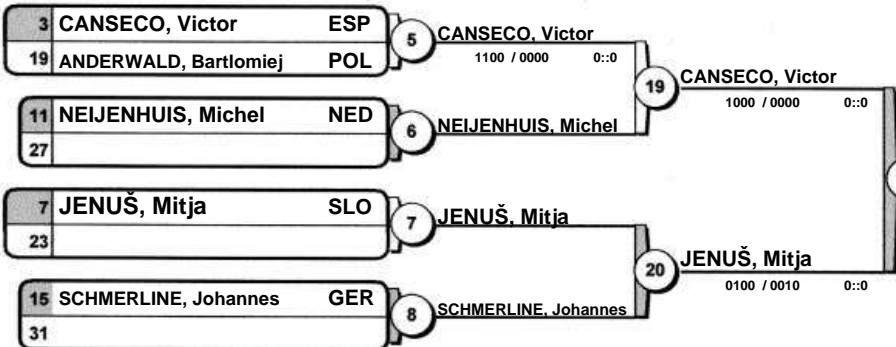 3 CANSECO, Victor ESP
19 ANDERWALD, Bartlomiej POL
5 CANSECO, Victor
1100 / 0000 0::0
11 NEIJENHUIS, Michel NED
27
6 NEIJENHUIS, Michel
19 CANSECO, Victor
1000 / 0000 0::0
7 JENUŠ, Mitja SLO
23
7 JENUŠ, Mitja
15 SCHMERLINE, Johannes GER
31
8 SCHMERLINE, Johannes
20 JENUŠ, Mitja
0100 / 0010 0::0